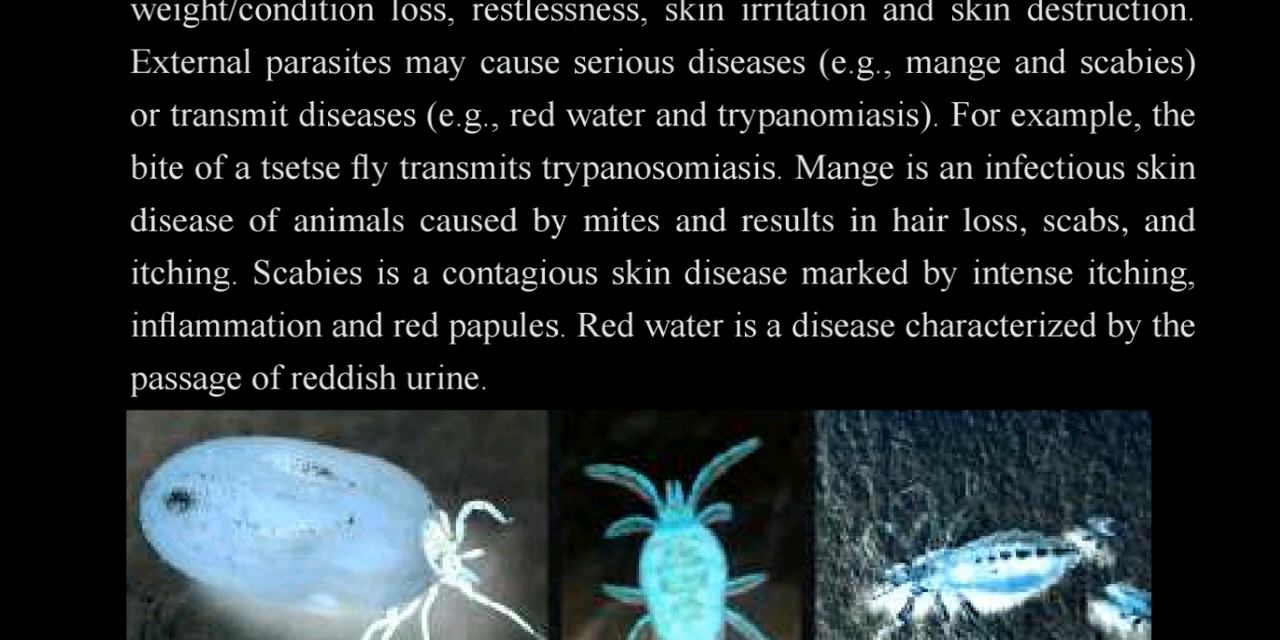 weight/condition loss, restlessness, skin irritation and skin destruction.
External parasites may cause serious diseases (e.g., mange and scabies)
or transmit diseases (e.g., red water and trypanomiasis). For example, the
bite of a tsetse fly transmits trypanosomiasis. Mange is an infectious skin
disease of animals caused by mites and results in hair loss, scabs, and
itching. Scabies is a contagious skin disease marked by intense itching,
inflammation and red papules. Red water is a disease characterized by the
passage of reddish urine.